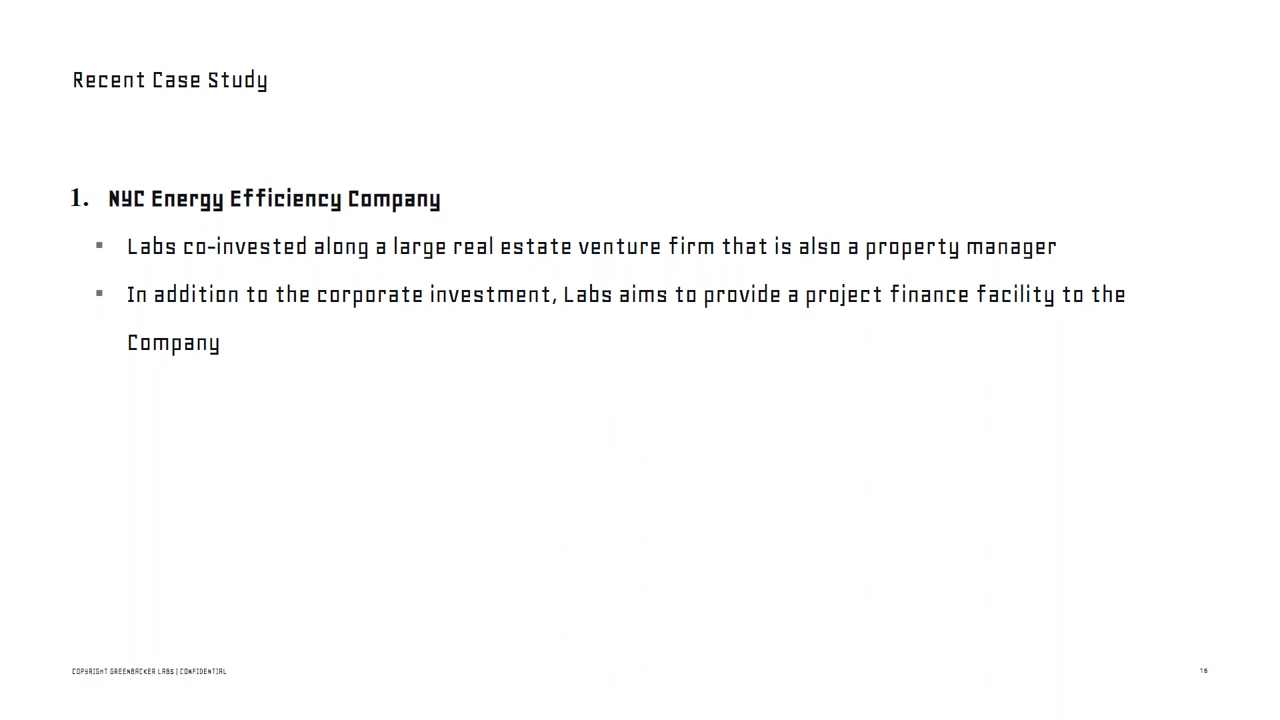 Recent Case Study
1. NYC Energy Efficiency Company
▪ Labs co-invested along a large real estate venture firm that is also a property manager
▪ In addition to the corporate investment, Labs aims to provide a project finance facility to the
Company
COPYRIGHT GREENBACKER LABS | CONFIDENTIAL
16